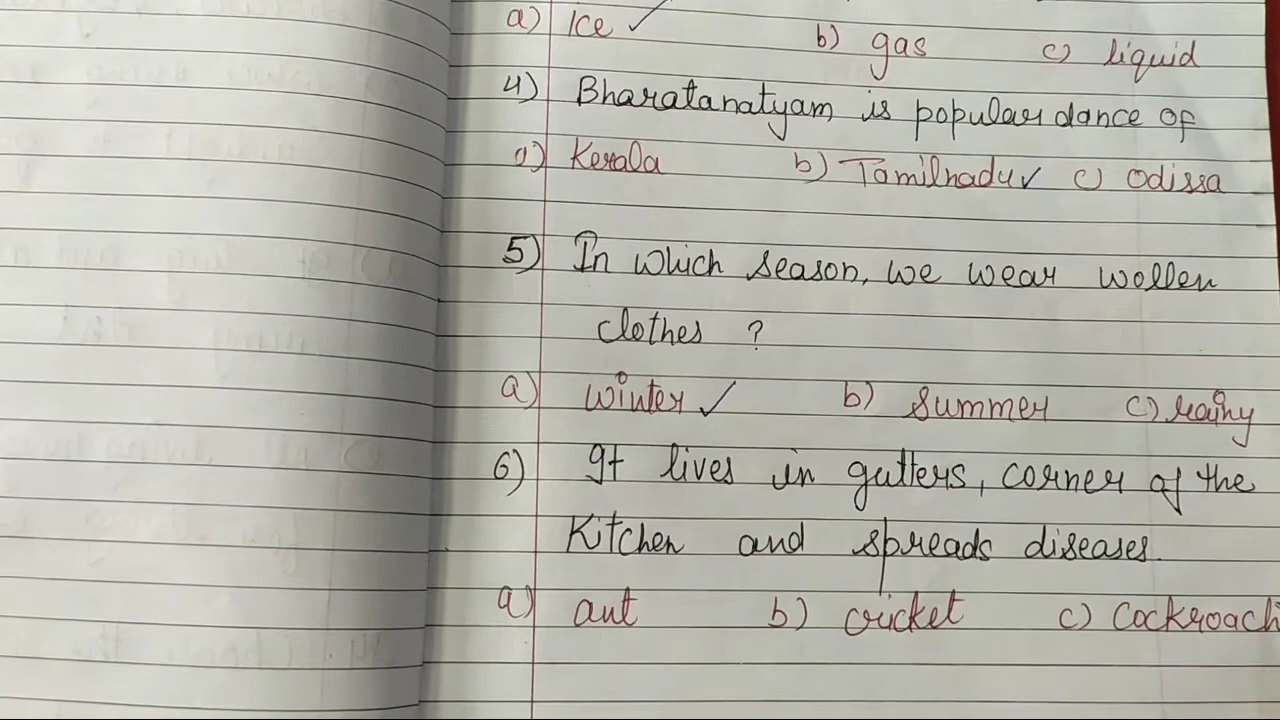 a) Ice ✓ b) gas c) liquid
4) Bharatanatyam is popular dance of
a) Kerala b) Tamilnadu ✓ c) Odissa
5) In which season, we wear wollen
clothes ?
a) winter ✓ b) summer c) rainy
6) It lives in gutters, corner of the
Kitchen and spreads diseases.
a) ant b) cricket c) Cockroach